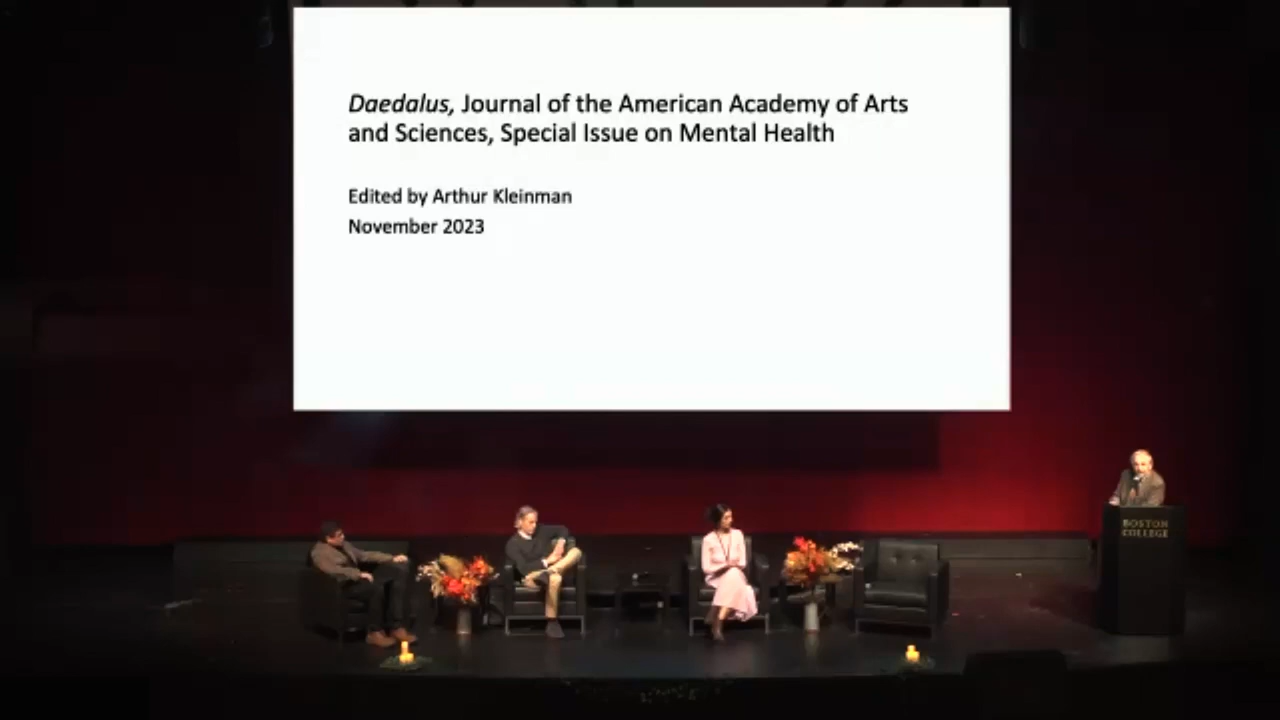 Daedalus, Journal of the American Academy of Arts
and Sciences, Special Issue on Mental Health
Edited by Arthur Kleinman
November 2023
BOSTON
COLLEGE